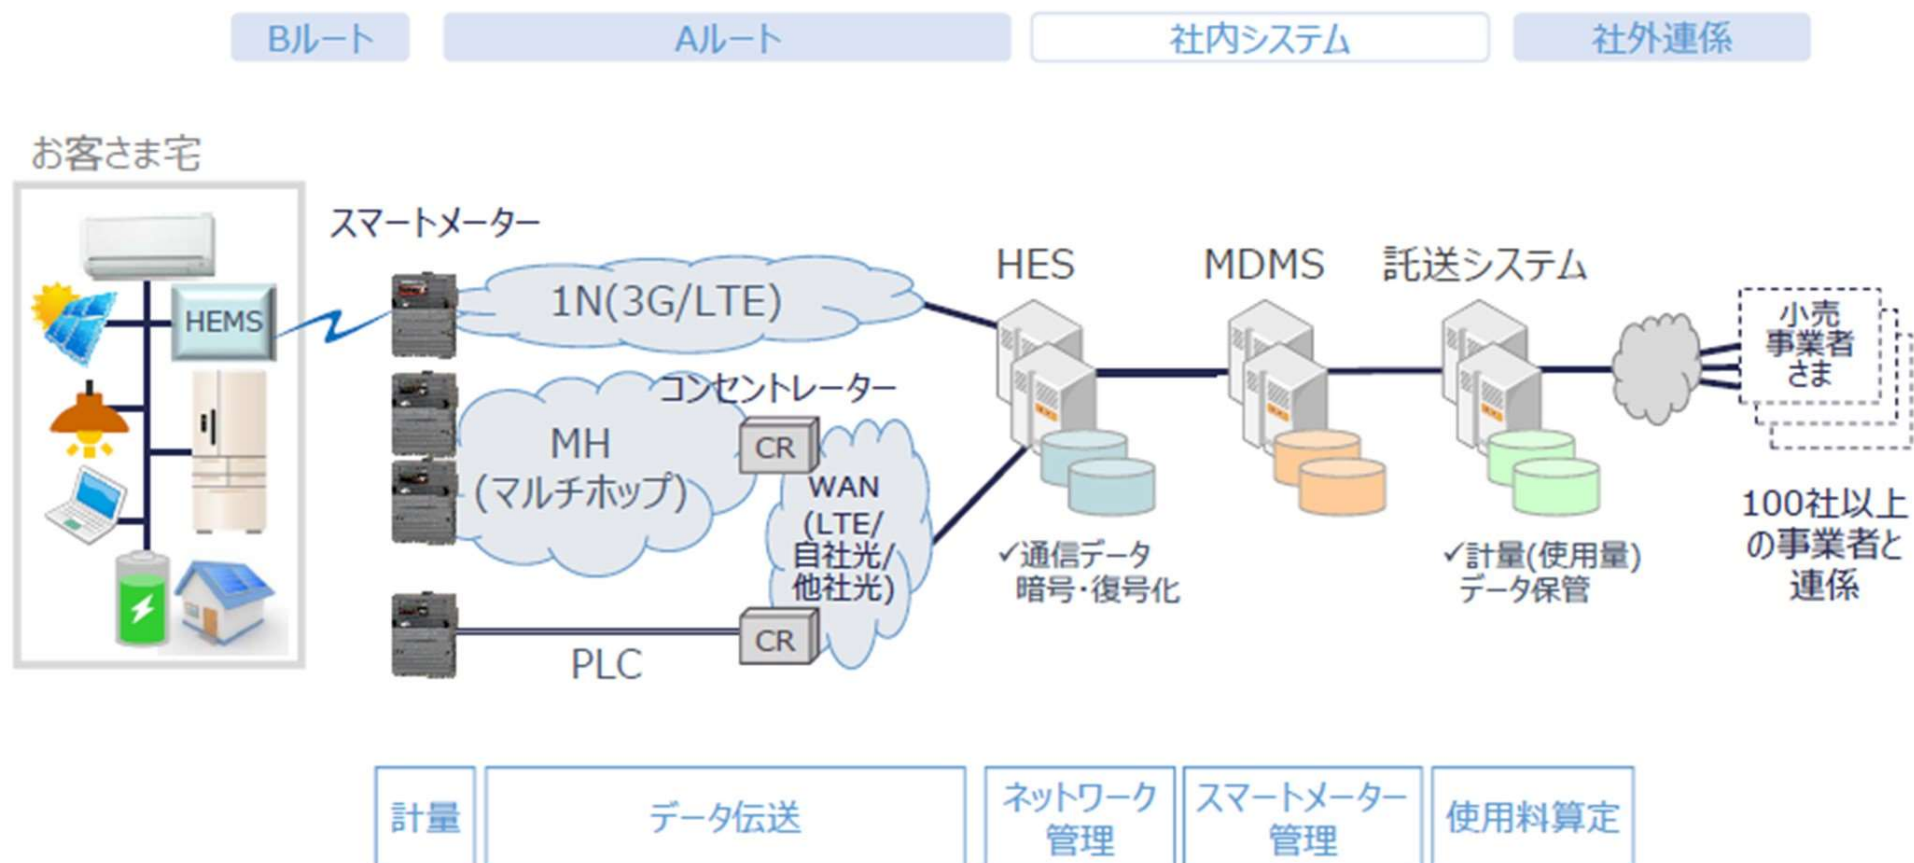 Bルート
Aルート
社内システム
社外連係
お客さま宅
スマートメーター
HEMS
1N(3G/LTE)
コンセントレーター
MH
(マルチホップ)
CR
WAN
(LTE/
自社光/
他社光)
CR
PLC
HES
MDMS
託送システム
✓通信データ
暗号・復号化
✓計量(使用量)
データ保管
小売
事業者
さま
100社以上
の事業者と
連係
計量
データ伝送
ネットワーク
管理
スマートメーター
管理
使用料算定